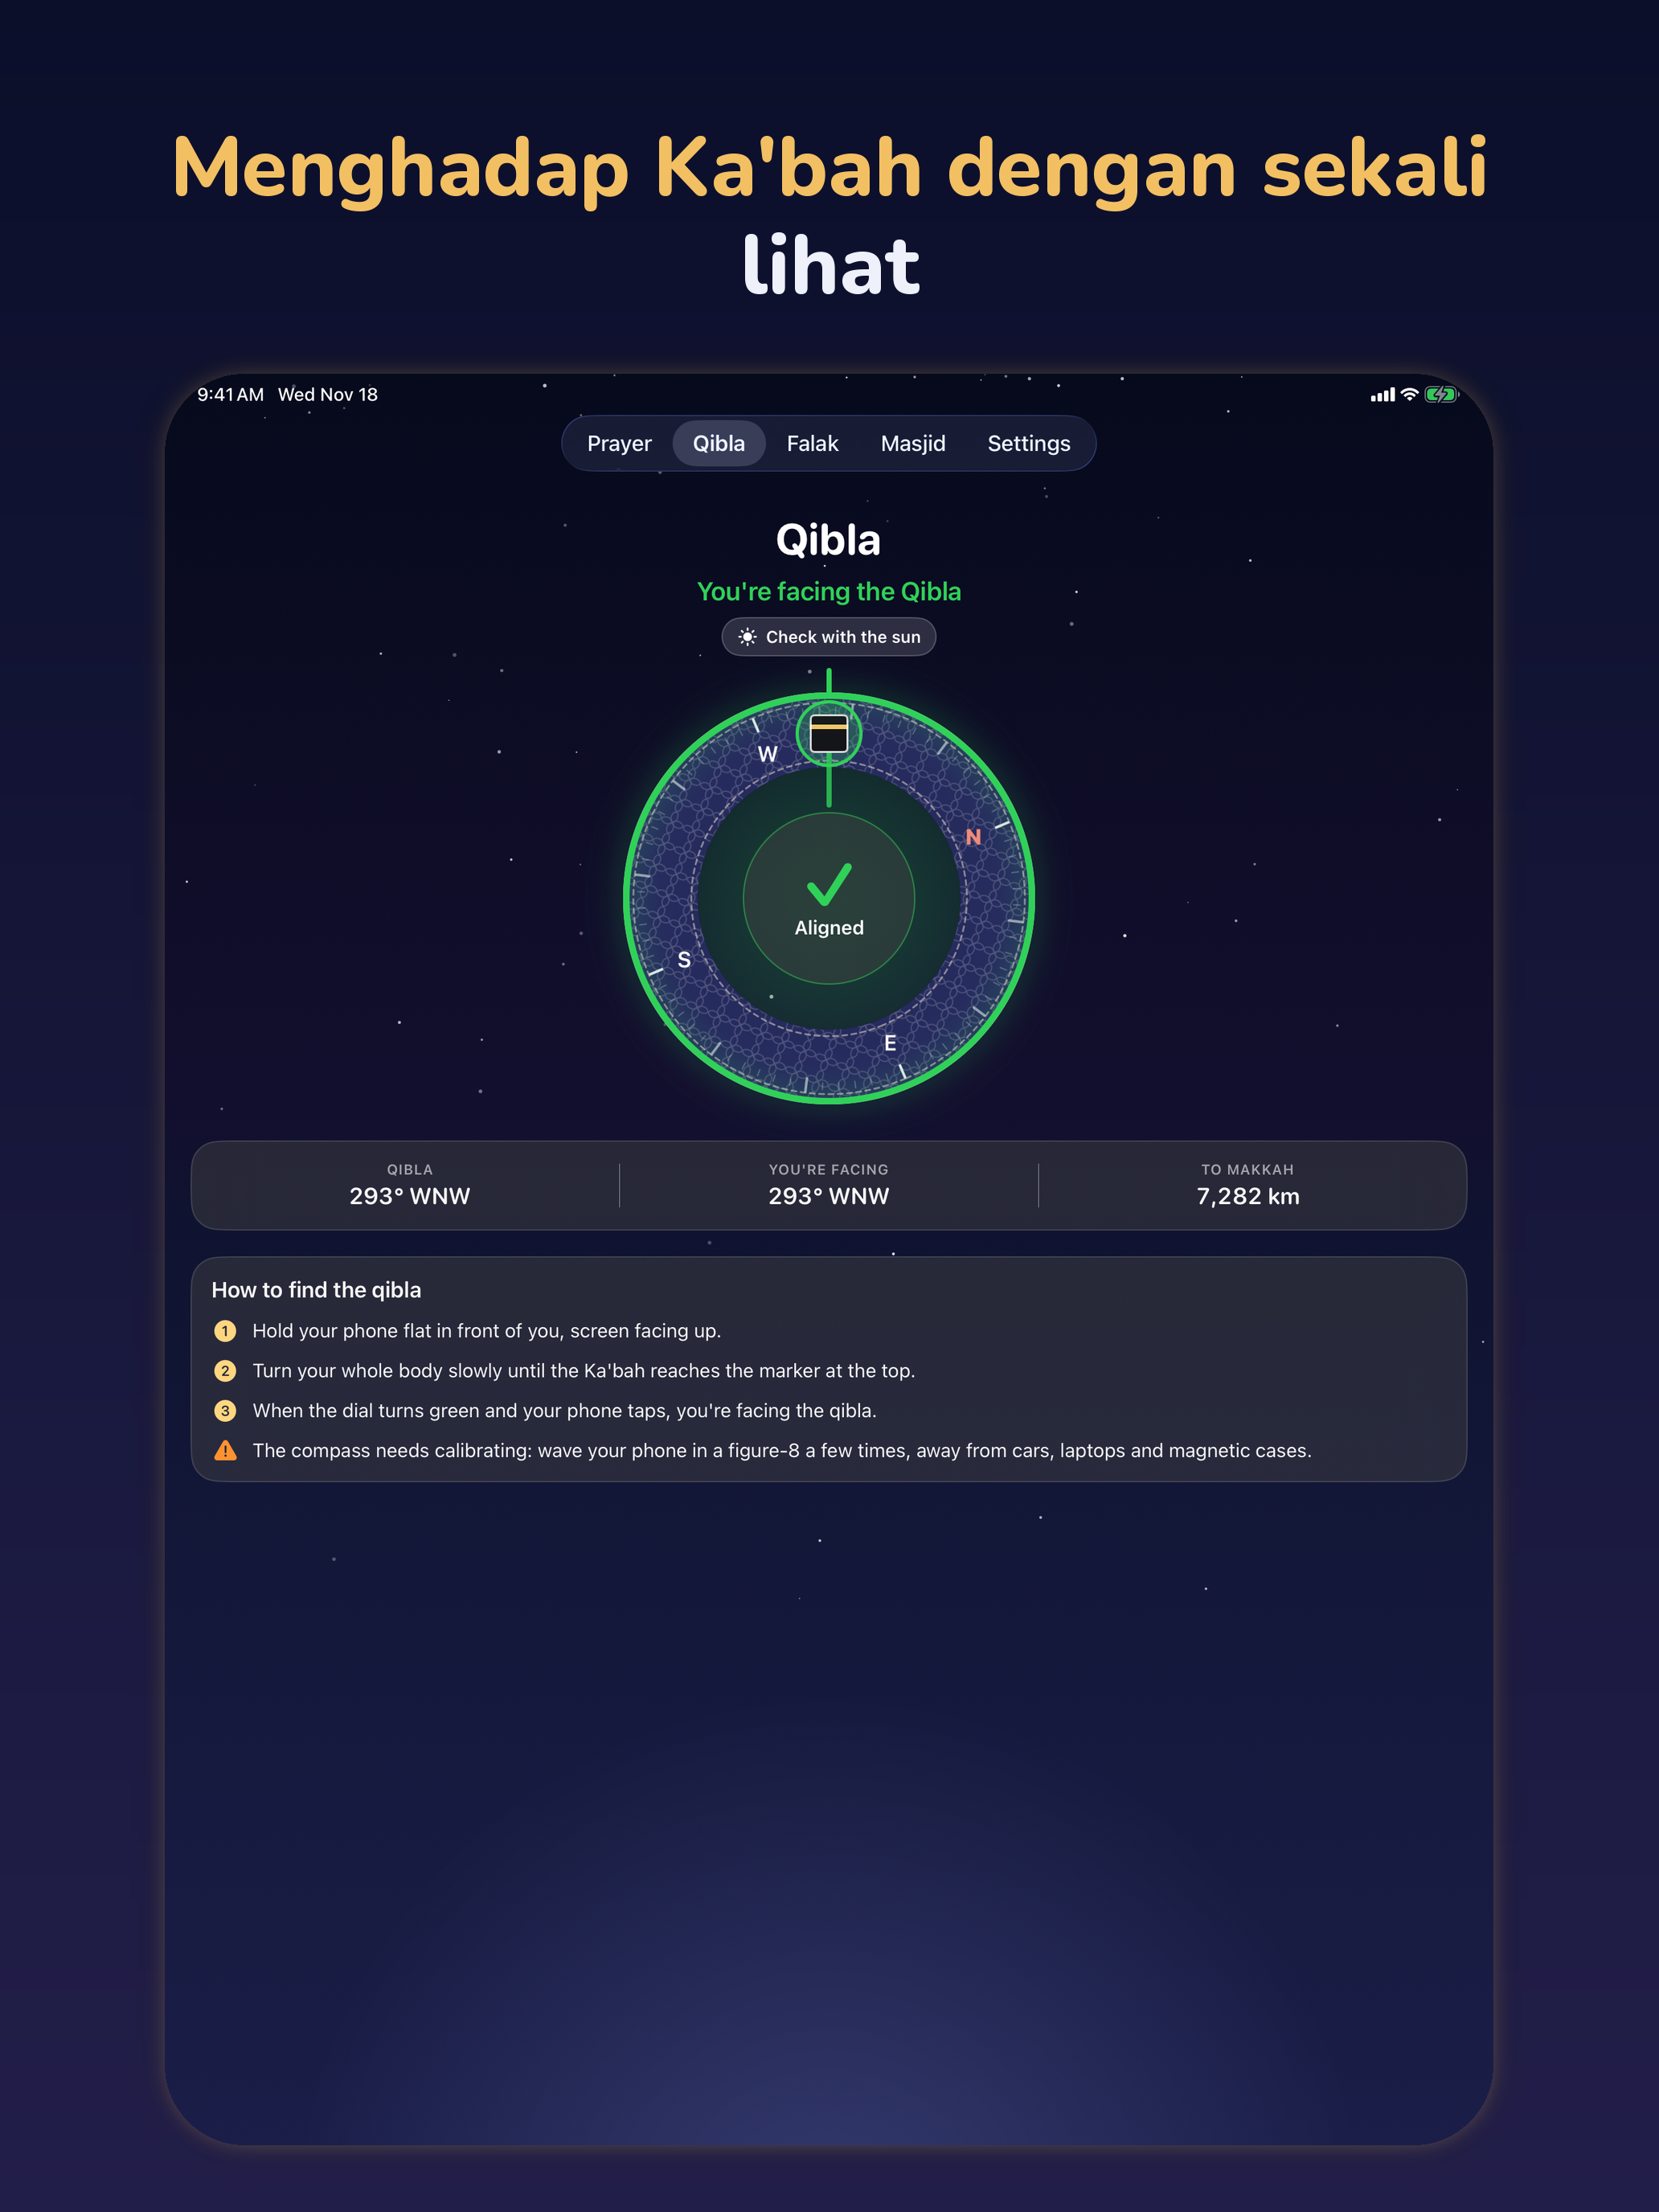 Menghadap Ka'bah dengan sekali
lihat
9:41 AM Wed Nov 18
Prayer Qibla Falak Masjid Settings
Qibla
You're facing the Qibla
Check with the sun
W
N
Aligned
S
E
QIBLA YOU'RE FACING TO MAKKAH
293° WNW 293° WNW 7,282 km
How to find the qibla
1 Hold your phone flat in front of you, screen facing up.
2 Turn your whole body slowly until the Ka'bah reaches the marker at the top.
3 When the dial turns green and your phone taps, you're facing the qibla.
The compass needs calibrating: wave your phone in a figure-8 a few times, away from cars, laptops and magnetic cases.